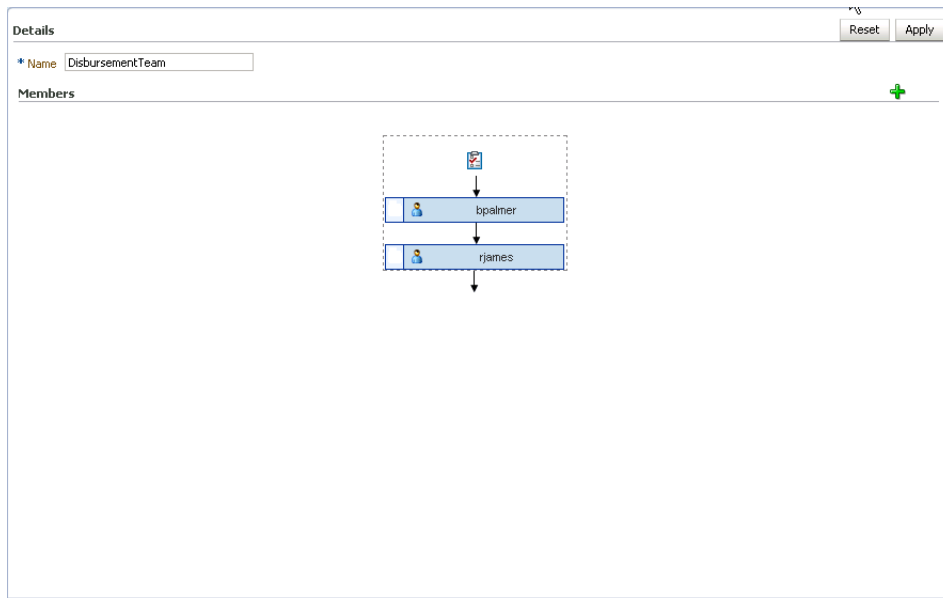 Details Reset Apply
* Name DisbursementTeam
Members
bpalmer
rjames